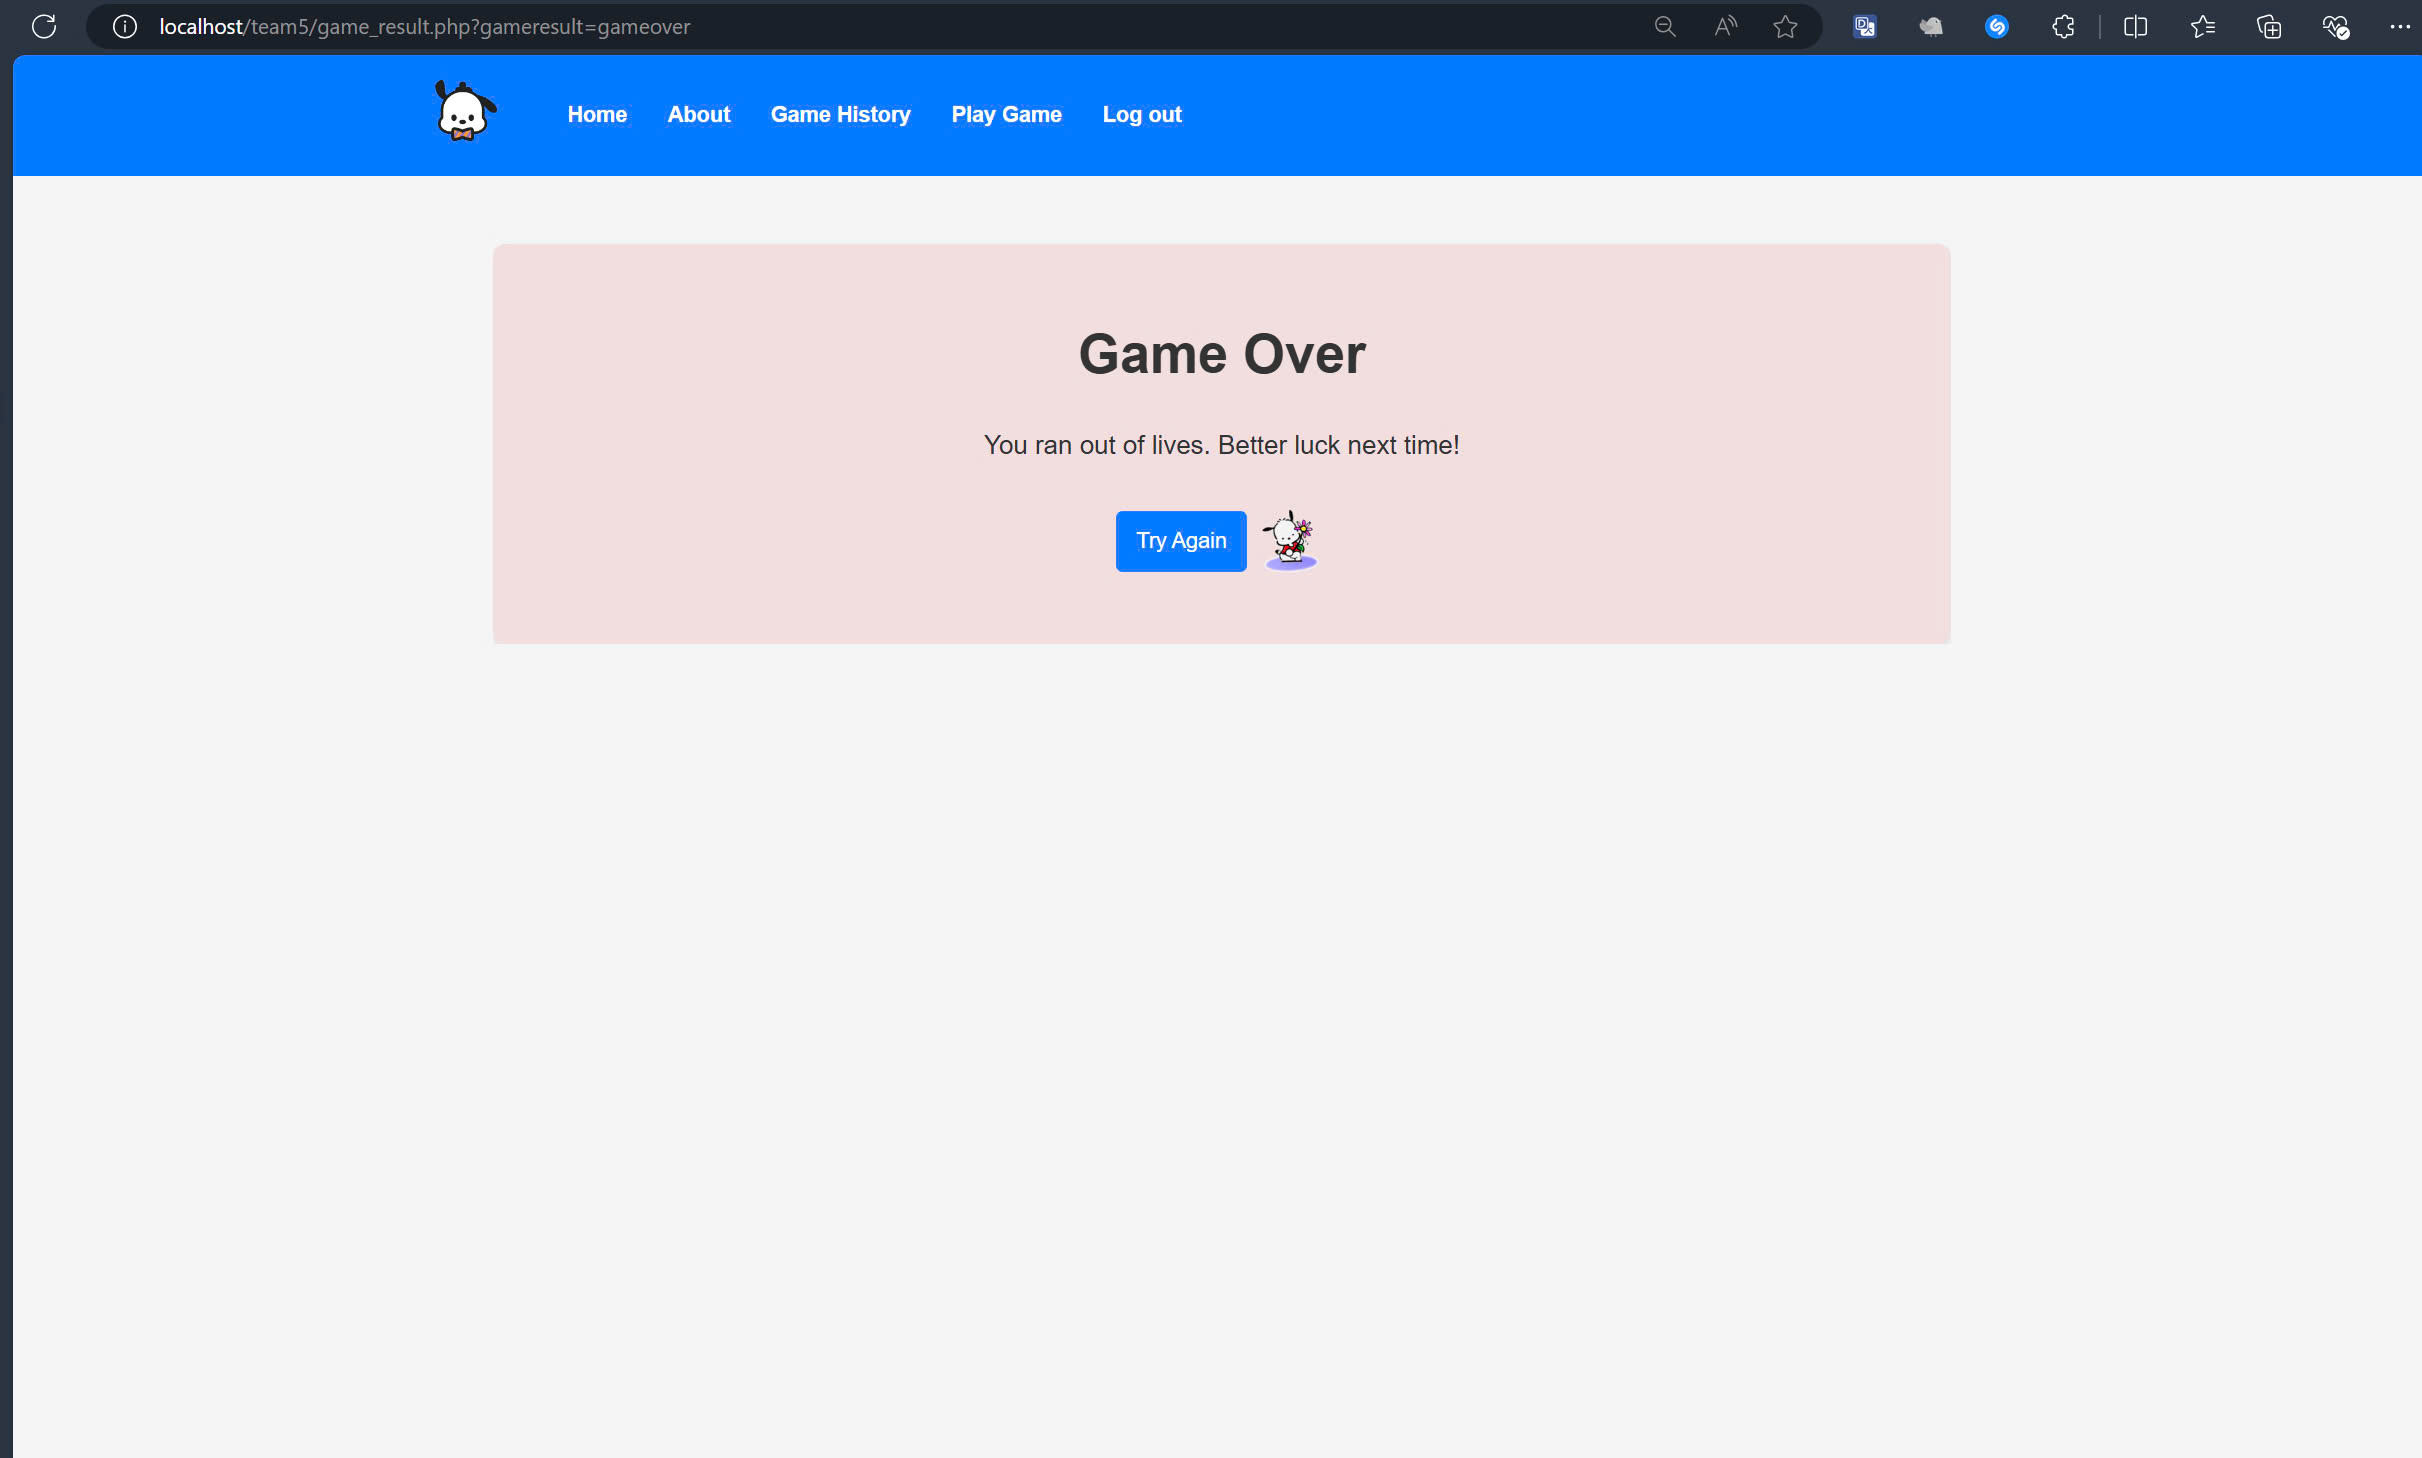 localhost/team5/game_result.php?gameresult=gameover
Home About Game History Play Game Log out
Game Over
You ran out of lives. Better luck next time!
Try Again